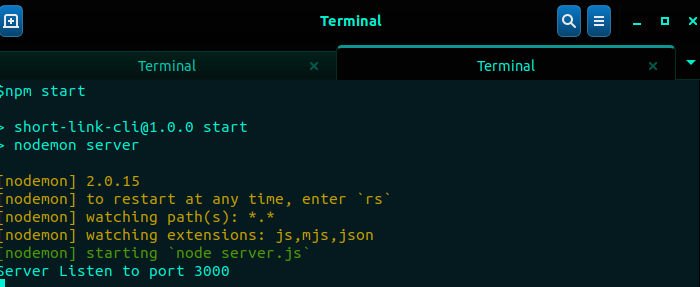 Terminal
Terminal
Terminal
$npm start
> short-link-cli@1.0.0 start
> nodemon server
[nodemon] 2.0.15
[nodemon] to restart at any time, enter `rs`
[nodemon] watching path(s): *.*
[nodemon] watching extensions: js,mjs,json
[nodemon] starting `node server.js`
Server Listen to port 3000